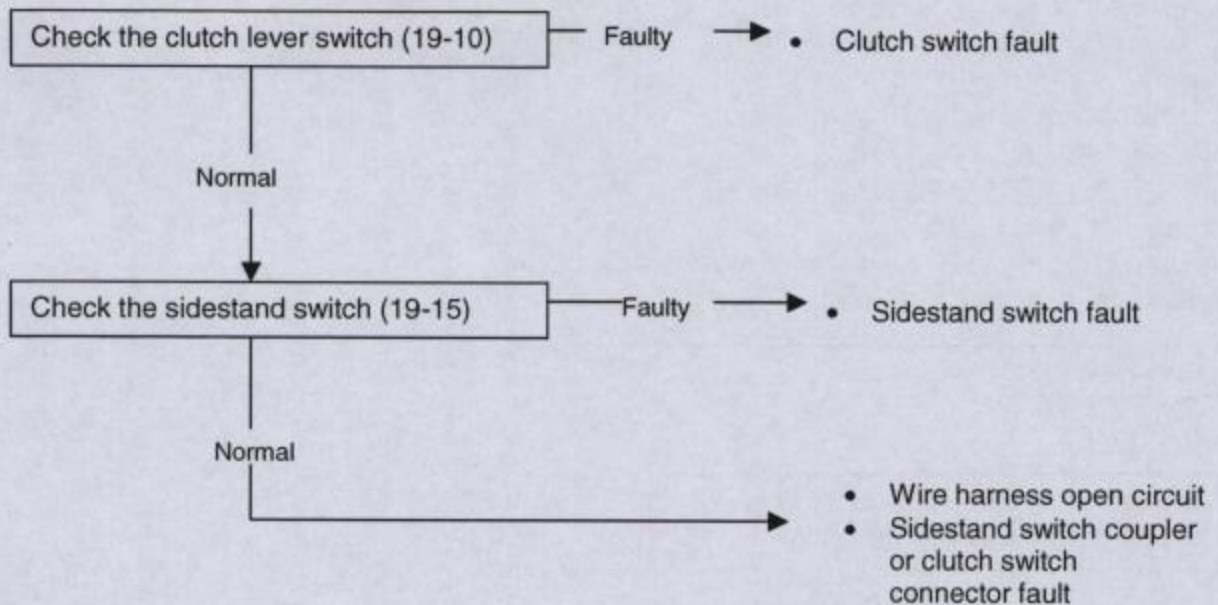 Check the clutch lever switch (19-10)
Faulty
• Clutch switch fault
Normal
Check the sidestand switch (19-15)
Faulty
• Sidestand switch fault
Normal
• Wire harness open circuit
• Sidestand switch coupler
or clutch switch
connector fault